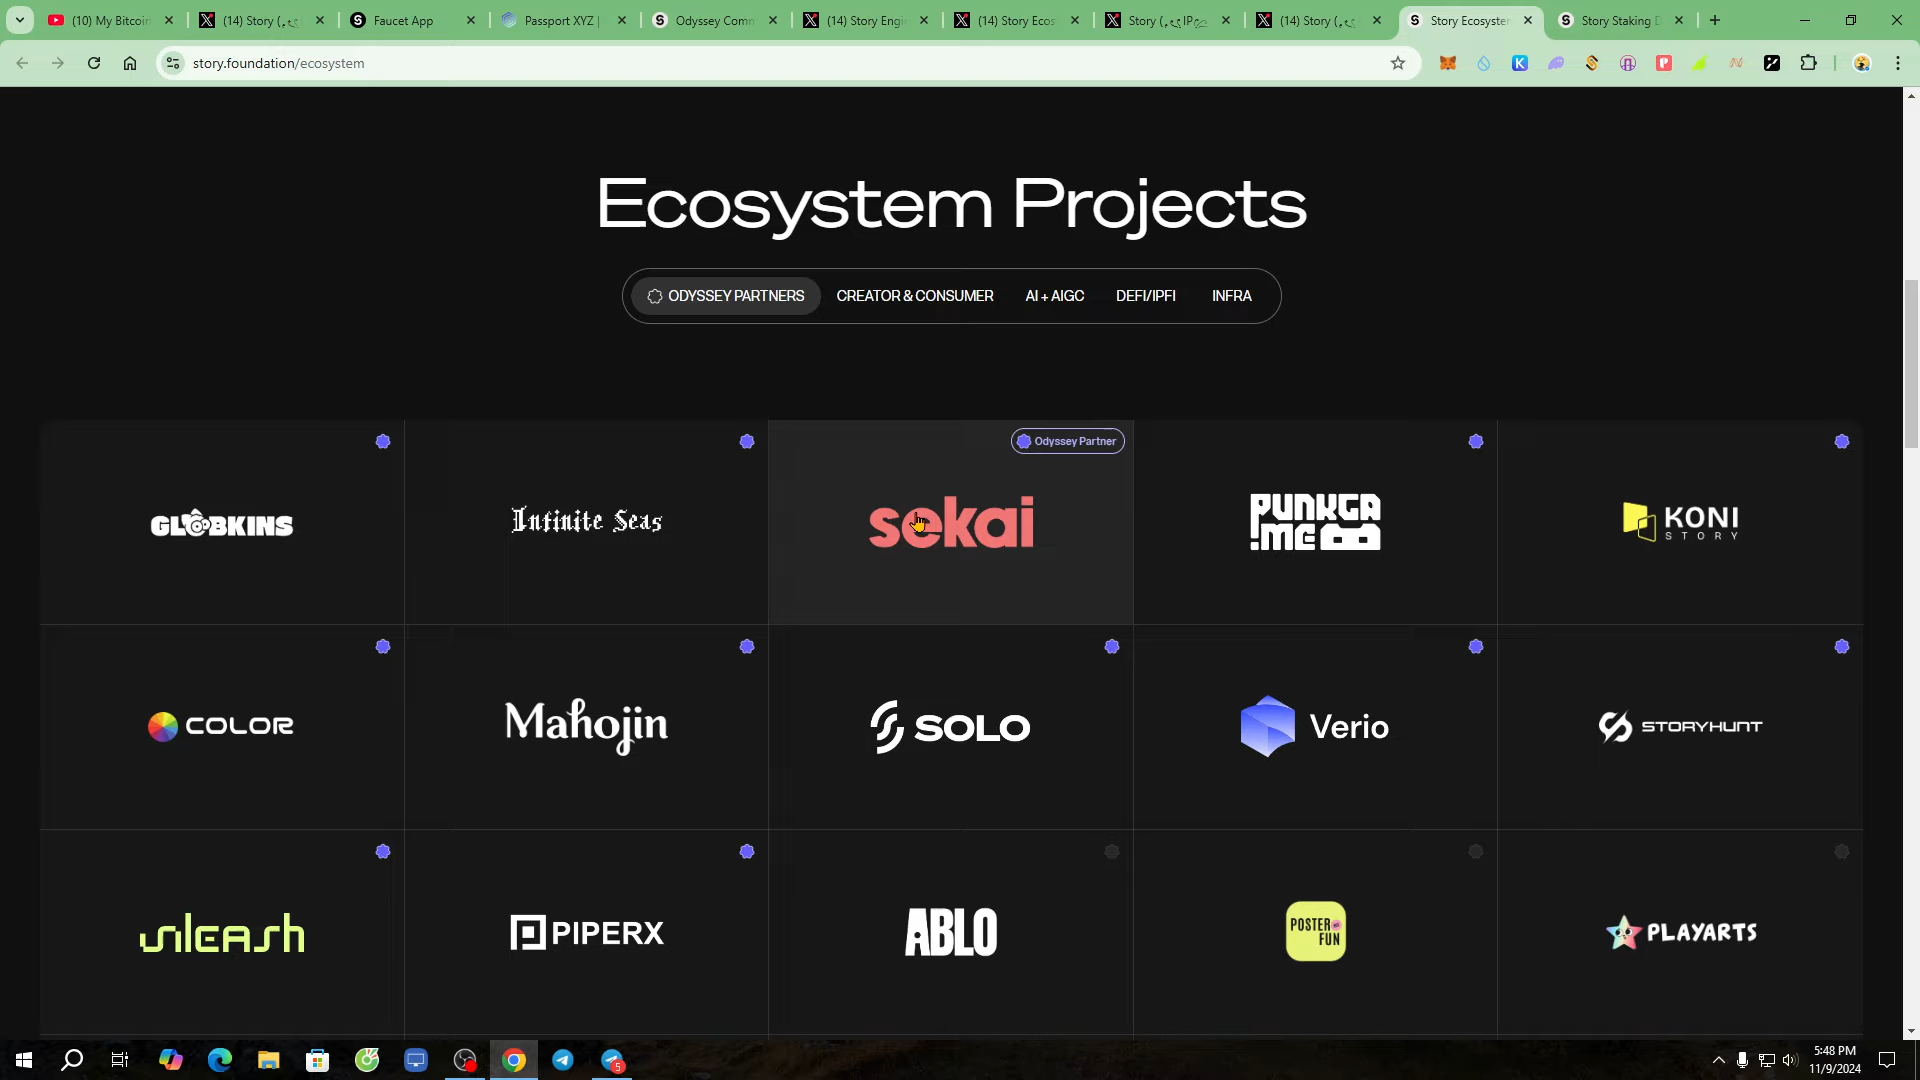 (10) My Bitcoin
(14) Story (
Faucet App
Passport XYZ |
Odyssey Comm
(14) Story Engi
(14) Story Ecos
Story (
(14) Story (
Story Ecosystem
Story Staking D
story.foundation/ecosystem
Ecosystem Projects
ODYSSEY PARTNERS
CREATOR & CONSUMER
AI + AIGC
DEFI/IPFI
INFRA
Odyssey Partner
GLOBKINS
Infinite Seas
sekai
PUNKGA
!ME
KONI
STORY
COLOR
Mahojin
SOLO
Verio
STORYHUNT
unleash
PIPERX
ABLO
POSTER
FUN
PLAYARTS
5
5:48 PM
11/9/2024